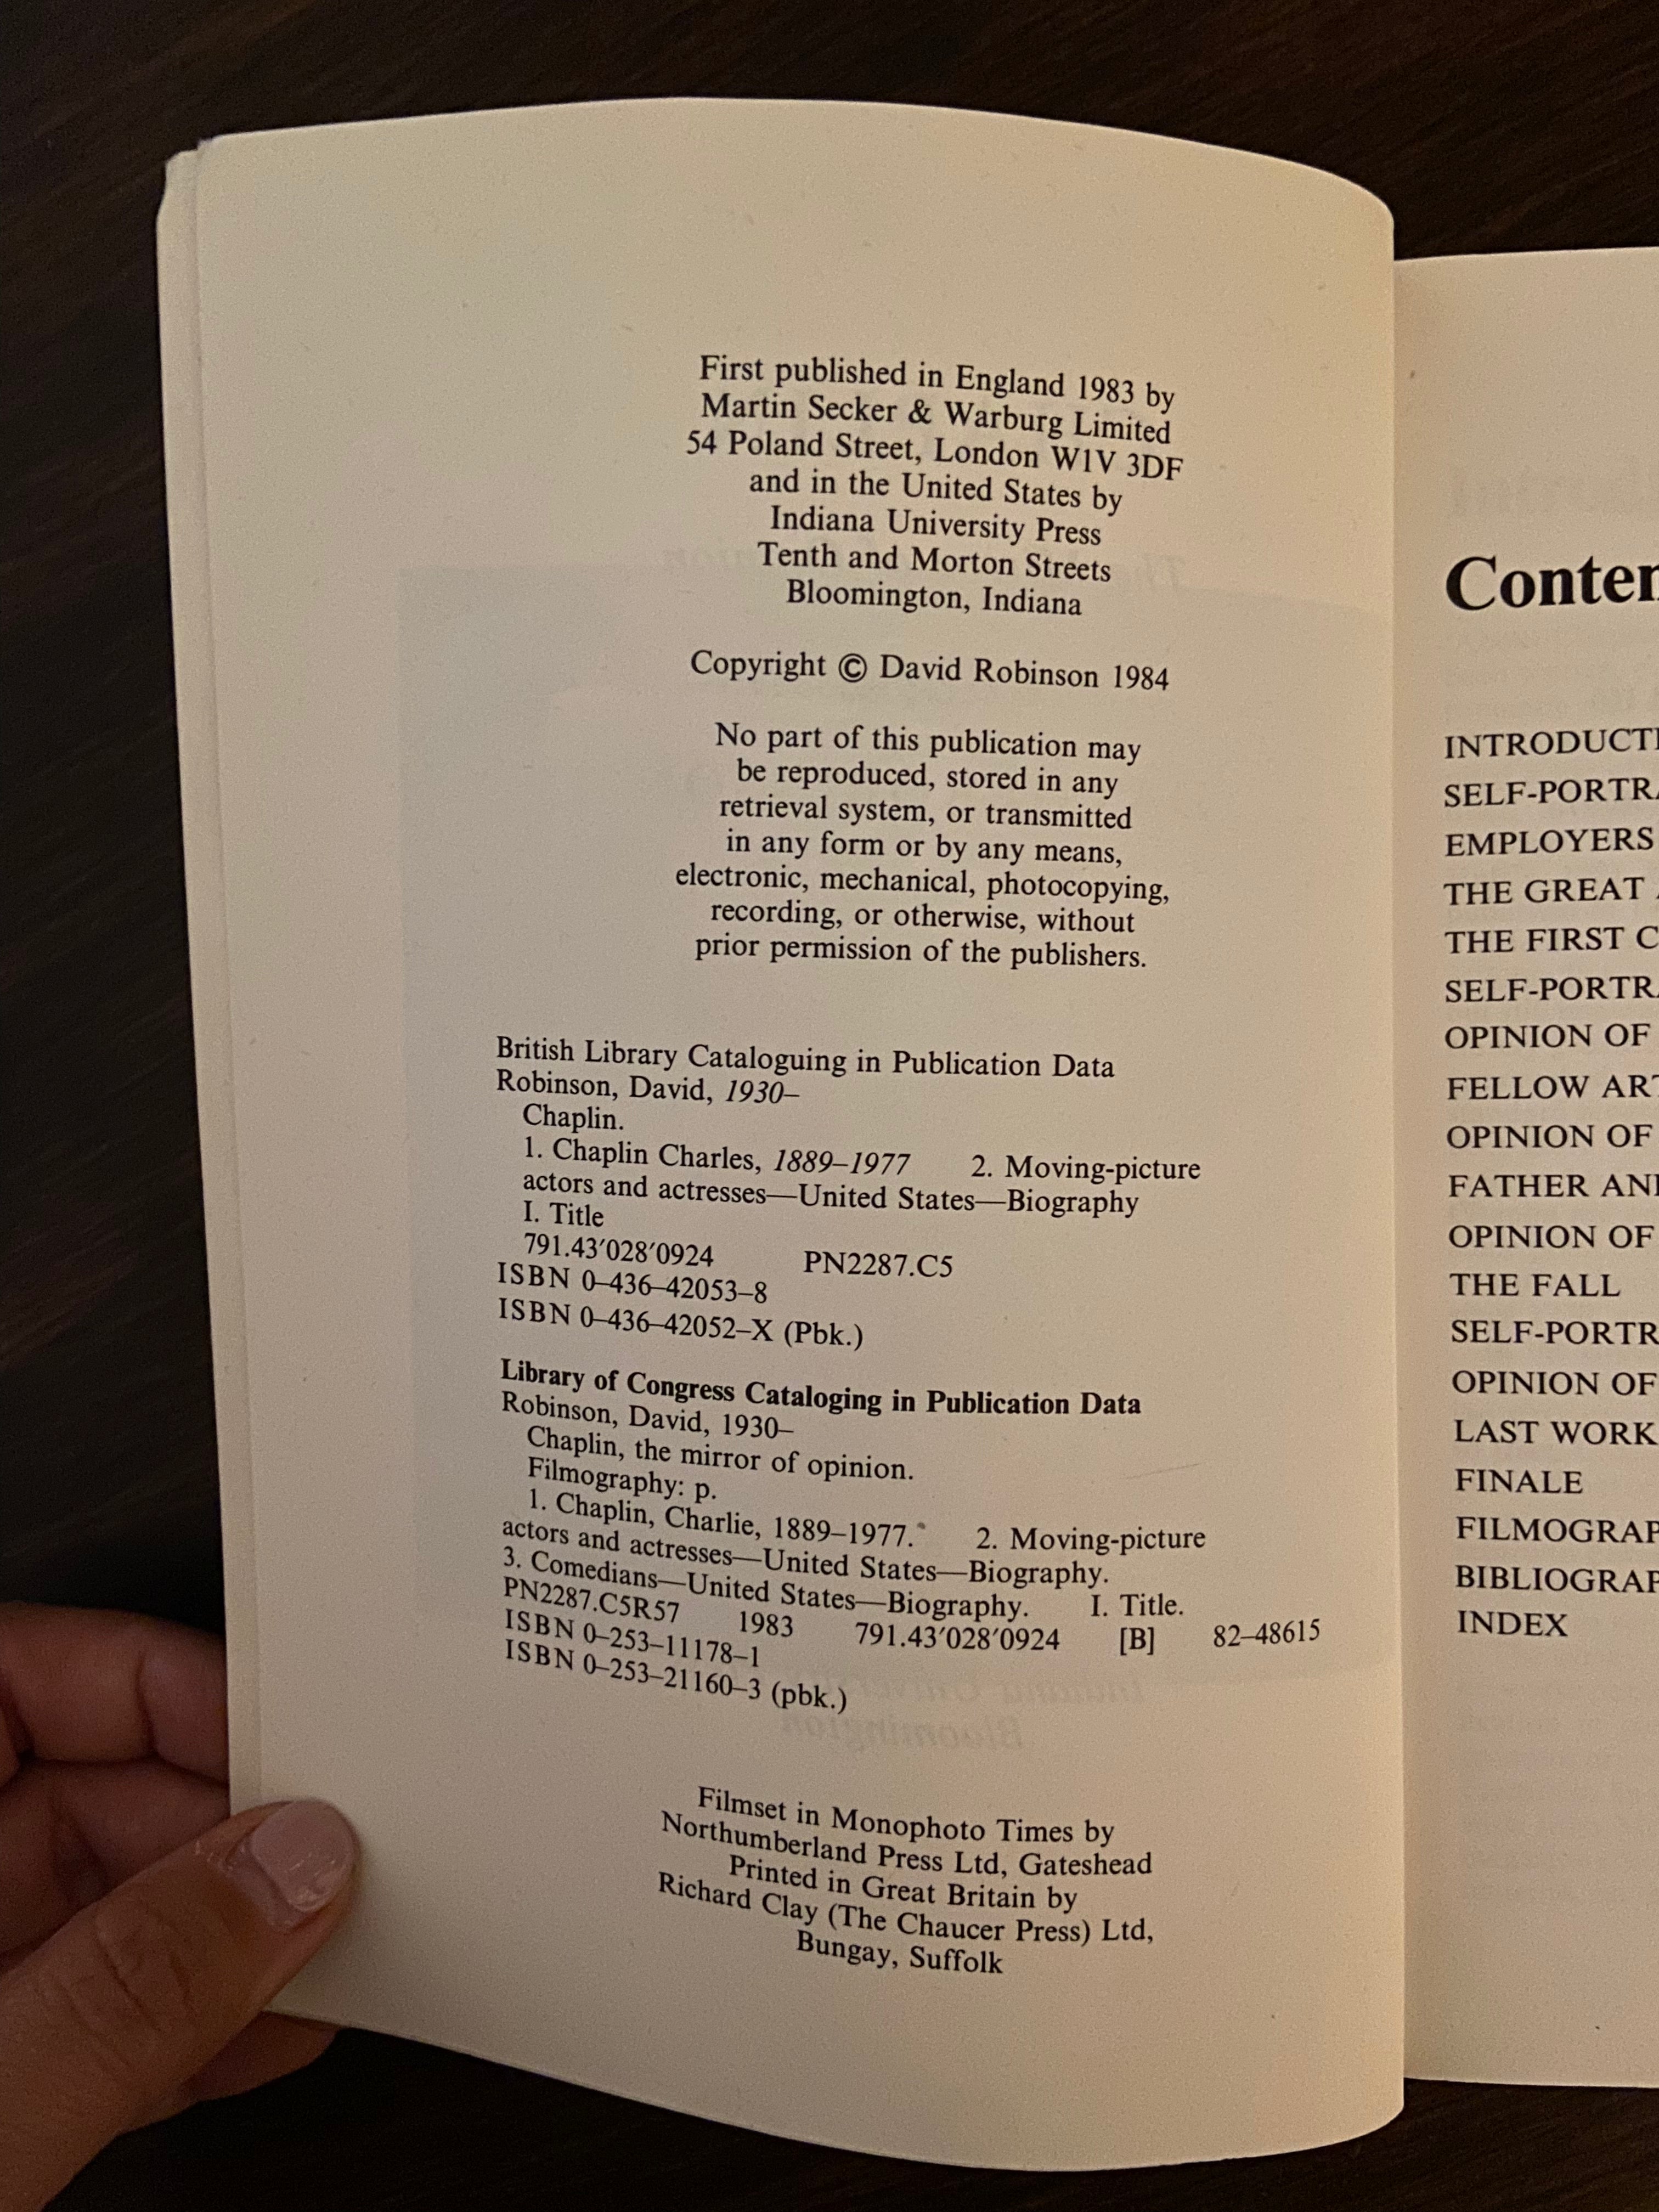 First published in England 1983 by
Martin Secker & Warburg Limited
54 Poland Street, London W1V 3DF
and in the United States by
Indiana University Press
Tenth and Morton Streets
Bloomington, Indiana
Copyright © David Robinson 1984
No part of this publication may
be reproduced, stored in any
retrieval system, or transmitted
in any form or by any means,
electronic, mechanical, photocopying,
recording, or otherwise, without
prior permission of the publishers.
British Library Cataloguing in Publication Data
Robinson, David, 1930–
Chaplin.
1. Chaplin Charles, 1889–1977 2. Moving-picture
actors and actresses—United States—Biography
I. Title
791.43′028′0924 PN2287.C5
ISBN 0–436–42053–8
ISBN 0–436–42052–X (Pbk.)
Library of Congress Cataloging in Publication Data
Robinson, David, 1930–
Chaplin, the mirror of opinion.
Filmography: p.
1. Chaplin, Charlie, 1889–1977. 2. Moving-picture
actors and actresses—United States—Biography.
3. Comedians—United States—Biography. I. Title.
PN2287.C5R57 1983 791.43′028′0924 [B] 82–48615
ISBN 0–253–11178–1
ISBN 0–253–21160–3 (pbk.)
Filmset in Monophoto Times by
Northumberland Press Ltd, Gateshead
Printed in Great Britain by
Richard Clay (The Chaucer Press) Ltd,
Bungay, Suffolk
Conten
INTRODUCTI
SELF-PORTRA
EMPLOYERS
THE GREAT
THE FIRST C
SELF-PORTRA
OPINION OF
FELLOW ART
OPINION OF
FATHER AND
OPINION OF
THE FALL
SELF-PORTR
OPINION OF
LAST WORK
FINALE
FILMOGRAP
BIBLIOGRAP
INDEX